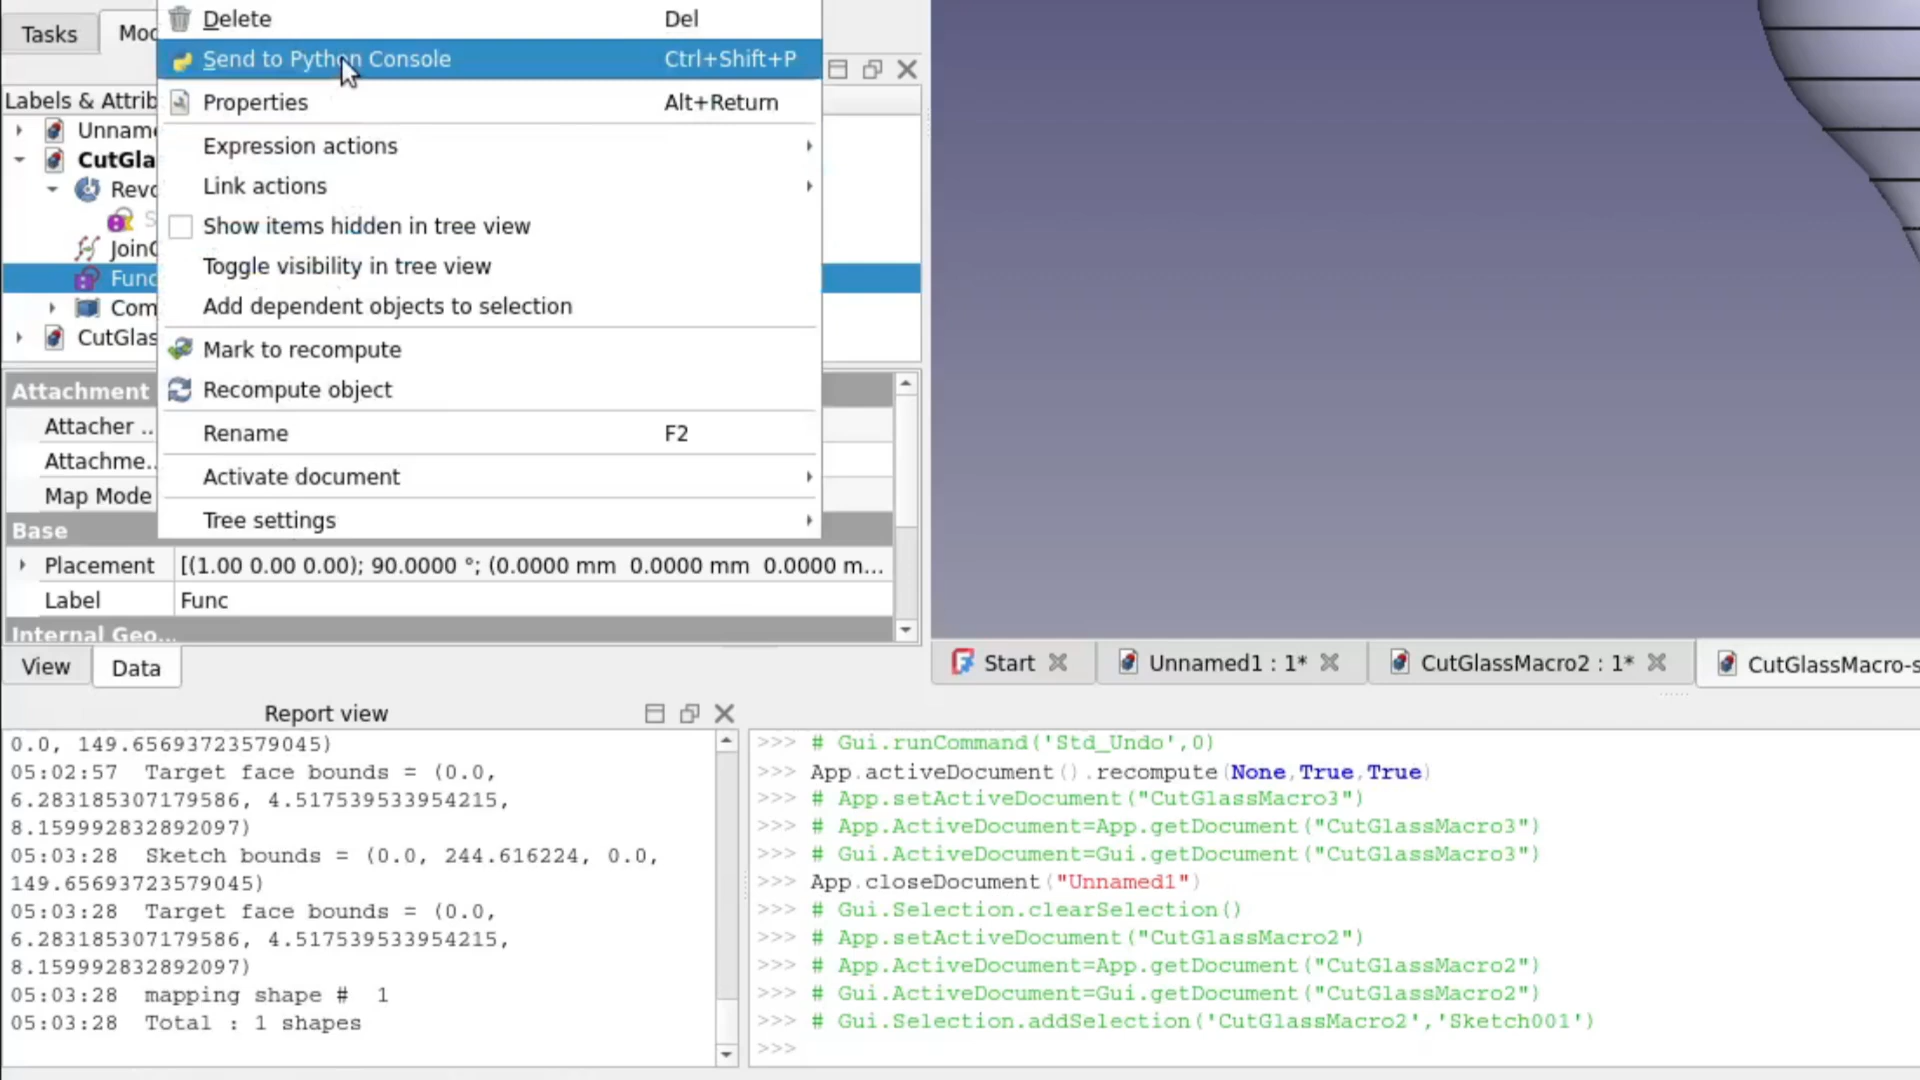 Delete Del
Tasks
Mod
Send to Python Console Ctrl+Shift+P
Labels & Attrib
Properties Alt+Return
Unname
Expression actions
CutGla
Link actions
Revo
S
Show items hidden in tree view
JoinC
Toggle visibility in tree view
Func
Add dependent objects to selection
Com
CutGlas
Mark to recompute
Attachment
Recompute object
Attacher ...
Rename F2
Attachme...
Activate document
Map Mode
Tree settings
Base
Placement [(1.00 0.00 0.00); 90.0000 °; (0.0000 mm 0.0000 mm 0.0000 m...
Label Func
Internal Geo...
View Data
Start
Unnamed1 : 1*
CutGlassMacro2 : 1*
CutGlassMacro-s
Report view
0.0, 149.65693723579045)
05:02:57 Target face bounds = (0.0,
6.283185307179586, 4.517539533954215,
8.159992832892097)
05:03:28 Sketch bounds = (0.0, 244.616224, 0.0,
149.65693723579045)
05:03:28 Target face bounds = (0.0,
6.283185307179586, 4.517539533954215,
8.159992832892097)
05:03:28 mapping shape # 1
05:03:28 Total : 1 shapes
>>> # Gui.runCommand('Std_Undo',0)
>>> App.activeDocument().recompute(None,True,True)
>>> # App.setActiveDocument("CutGlassMacro3")
>>> # App.ActiveDocument=App.getDocument("CutGlassMacro3")
>>> # Gui.ActiveDocument=Gui.getDocument("CutGlassMacro3")
>>> App.closeDocument("Unnamed1")
>>> # Gui.Selection.clearSelection()
>>> # App.setActiveDocument("CutGlassMacro2")
>>> # App.ActiveDocument=App.getDocument("CutGlassMacro2")
>>> # Gui.ActiveDocument=Gui.getDocument("CutGlassMacro2")
>>> # Gui.Selection.addSelection('CutGlassMacro2','Sketch001')
>>>